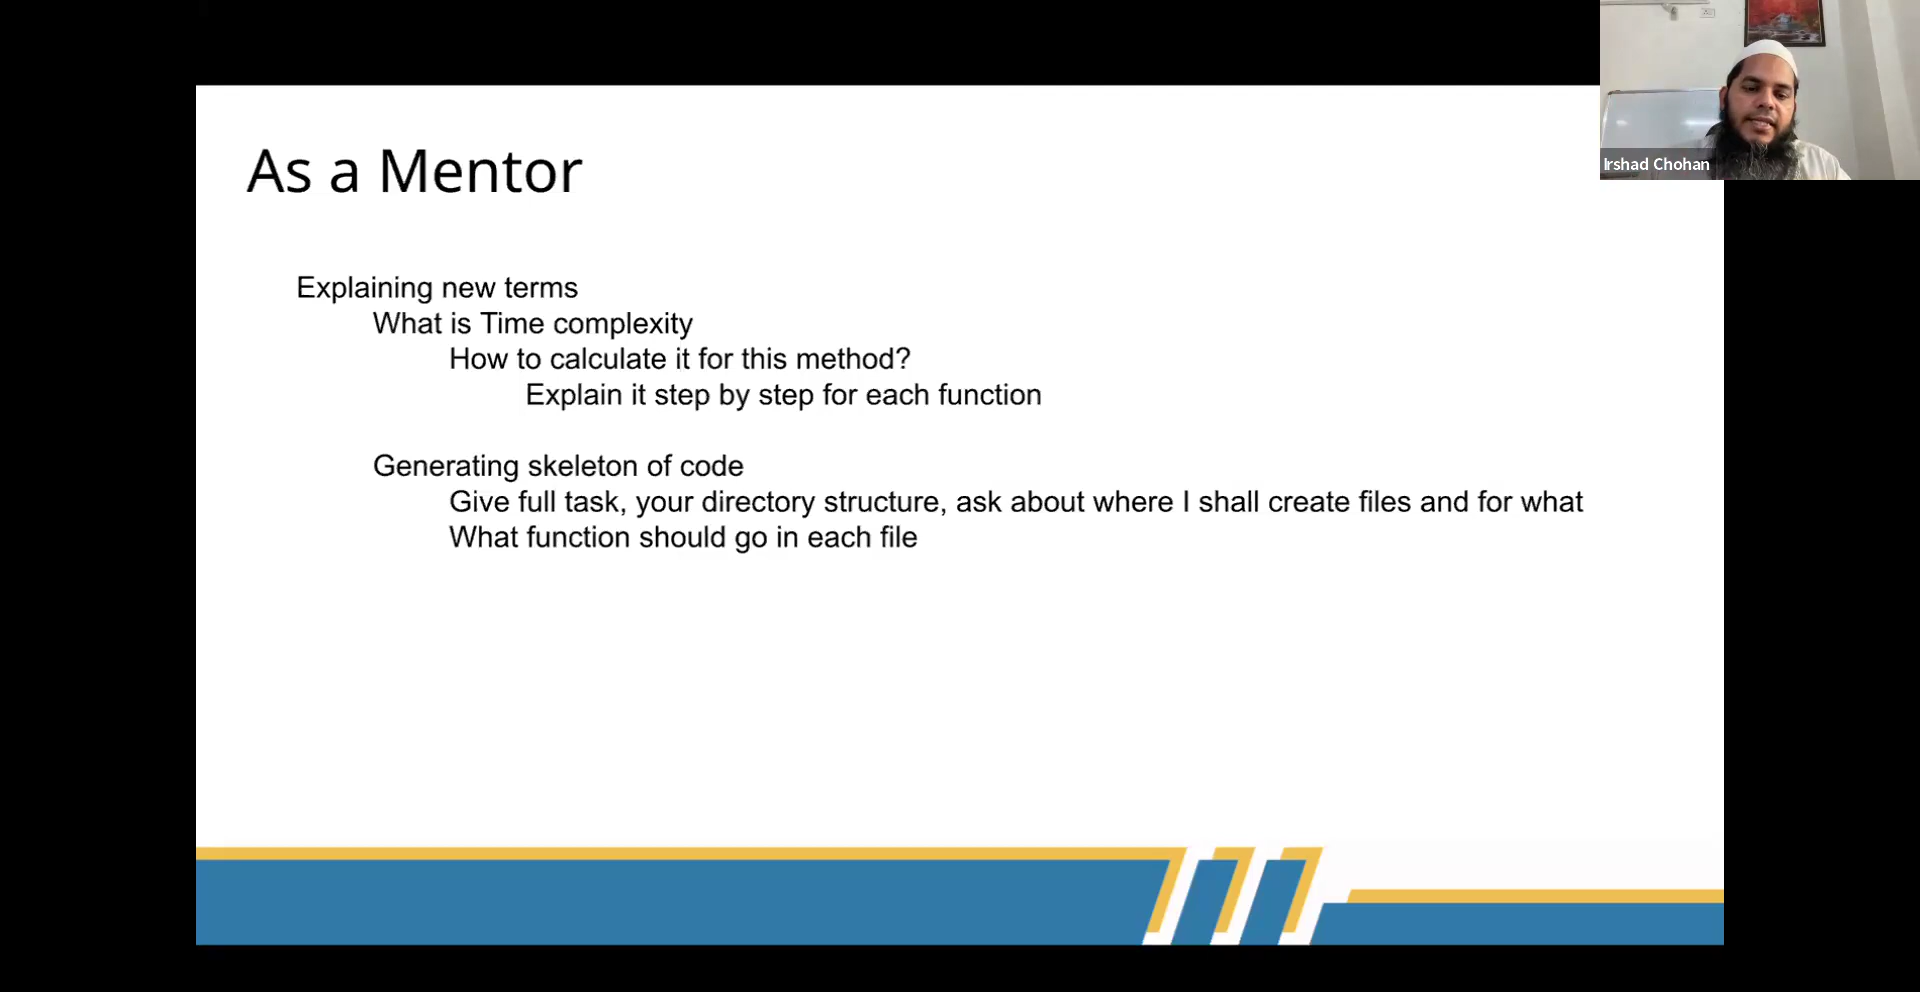 As a Mentor
Explaining new terms
What is Time complexity
How to calculate it for this method?
Explain it step by step for each function
Generating skeleton of code
Give full task, your directory structure, ask about where I shall create files and for what
What function should go in each file
Irshad Chohan